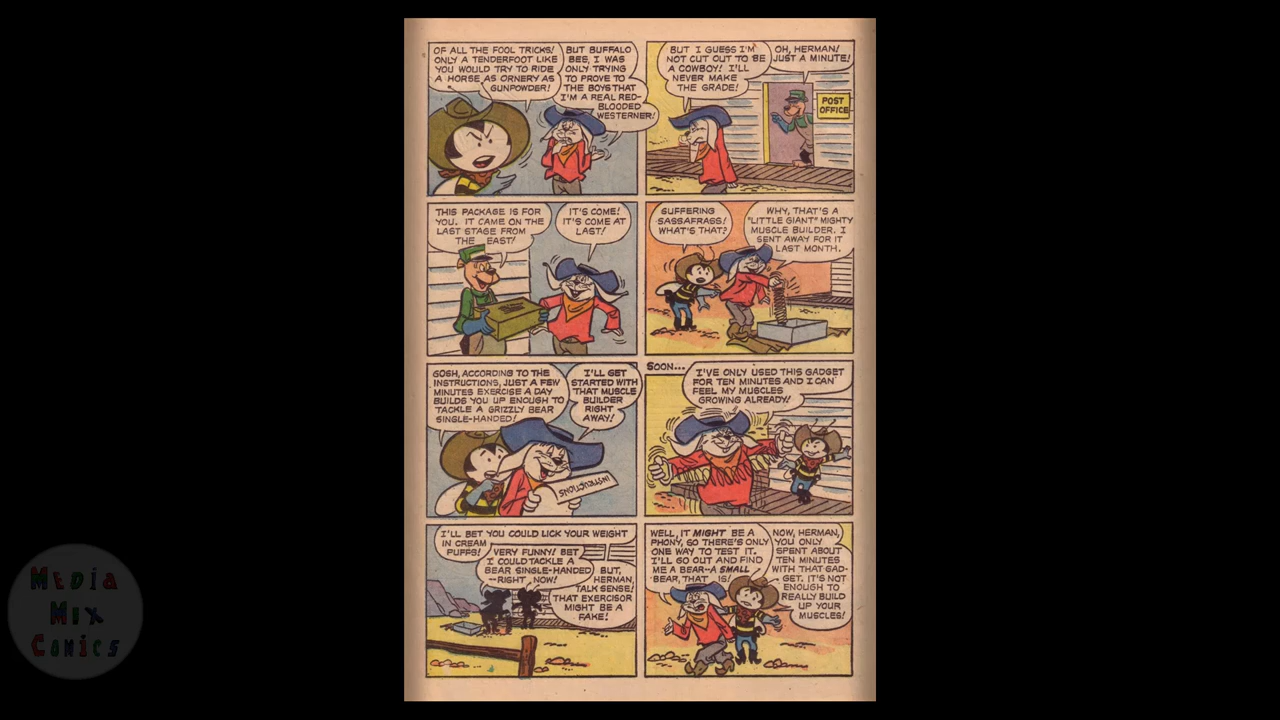 OF ALL THE FOOL TRICKS!
ONLY A TENDERFOOT LIKE
YOU WOULD TRY TO RIDE
A HORSE AS ORNERY AS
GUNPOWDER!
BUT BUFFALO
BEE, I WAS
ONLY TRYING
TO PROVE TO
THE BOYS THAT
I'M A REAL RED-
BLOODED
WESTERNER!
BUT I GUESS I'M
NOT CUT OUT TO BE
A COWBOY! I'LL
NEVER MAKE
THE GRADE!
OH, HERMAN!
JUST A MINUTE!
POST
OFFICE
THIS PACKAGE IS FOR
YOU. IT CAME ON THE
LAST STAGE FROM
THE EAST!
IT'S COME!
IT'S COME AT
LAST!
SUFFERING
SASSAFRASS!
WHAT'S THAT?
WHY, THAT'S A
"LITTLE GIANT" MIGHTY
MUSCLE BUILDER. I
SENT AWAY FOR IT
LAST MONTH.
GOSH, ACCORDING TO THE
INSTRUCTIONS, JUST A FEW
MINUTES EXERCISE A DAY
BUILDS YOU UP ENOUGH TO
TACKLE A GRIZZLY BEAR
SINGLE-HANDED!
I'LL GET
STARTED WITH
THAT MUSCLE
BUILDER
RIGHT
AWAY!
INSTRUCTIONS
SOON...
I'VE ONLY USED THIS GADGET
FOR TEN MINUTES AND I CAN
FEEL MY MUSCLES
GROWING ALREADY!
I'LL BET YOU COULD LICK YOUR WEIGHT
IN CREAM
PUFFS!
VERY FUNNY! BET
I COULD TACKLE A
BEAR SINGLE-HANDED
--RIGHT NOW!
BUT,
HERMAN,
TALK SENSE!
THAT EXERCISOR
MIGHT BE A
FAKE!
WELL, IT MIGHT BE A
PHONY, SO THERE'S ONLY
ONE WAY TO TEST IT.
I'LL GO OUT AND FIND
ME A BEAR--A SMALL
BEAR, THAT IS!
NOW, HERMAN,
YOU ONLY
SPENT ABOUT
TEN MINUTES
WITH THAT GAD-
GET. IT'S NOT
ENOUGH TO
REALLY BUILD
UP YOUR
MUSCLES!
MEDIA
MIX
COMICS